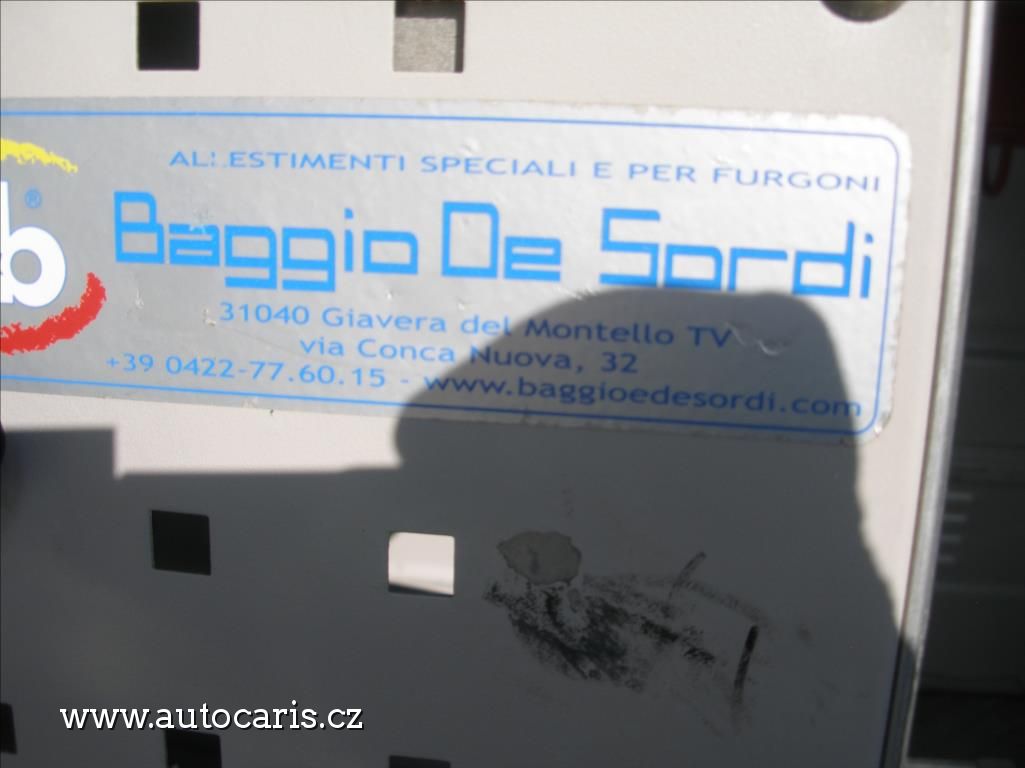 ALLESTIMENTI SPECIALI E PER FURGONI
b®
Baggio De Sordi
31040 Giavera del Montello TV
via Conca Nuova, 32
+39 0422-77.60.15 - www.baggioedesordi.com
www.autocaris.cz